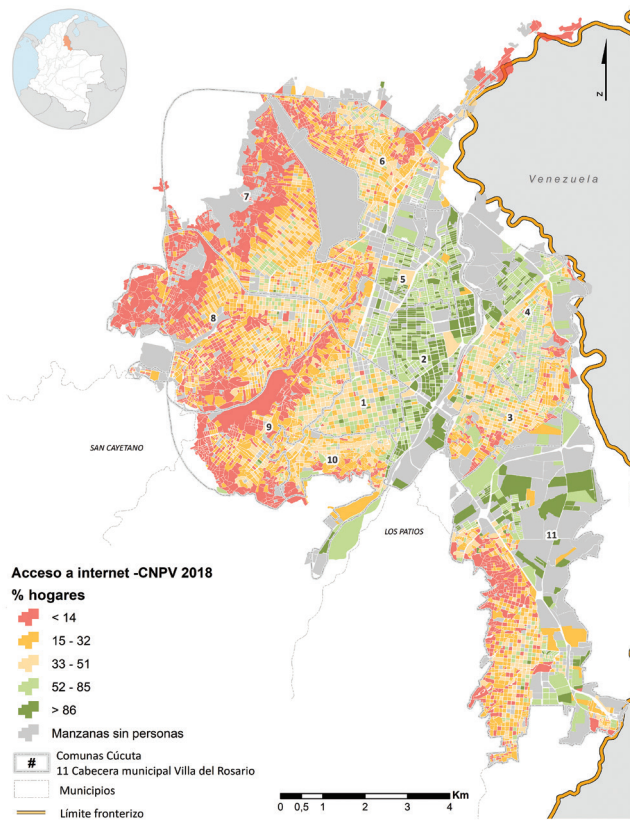 N
Venezuela
6
7
5
4
8
2
1
3
9
10
SAN CAYETANO
LOS PATIOS
11
Acceso a internet -CNPV 2018
% hogares
< 14
15 - 32
33 - 51
52 - 85
> 86
Manzanas sin personas
# Comunas Cúcuta
11 Cabecera municipal Villa del Rosario
Municipios
Límite fronterizo
Km
0 0,5 1 2 3 4